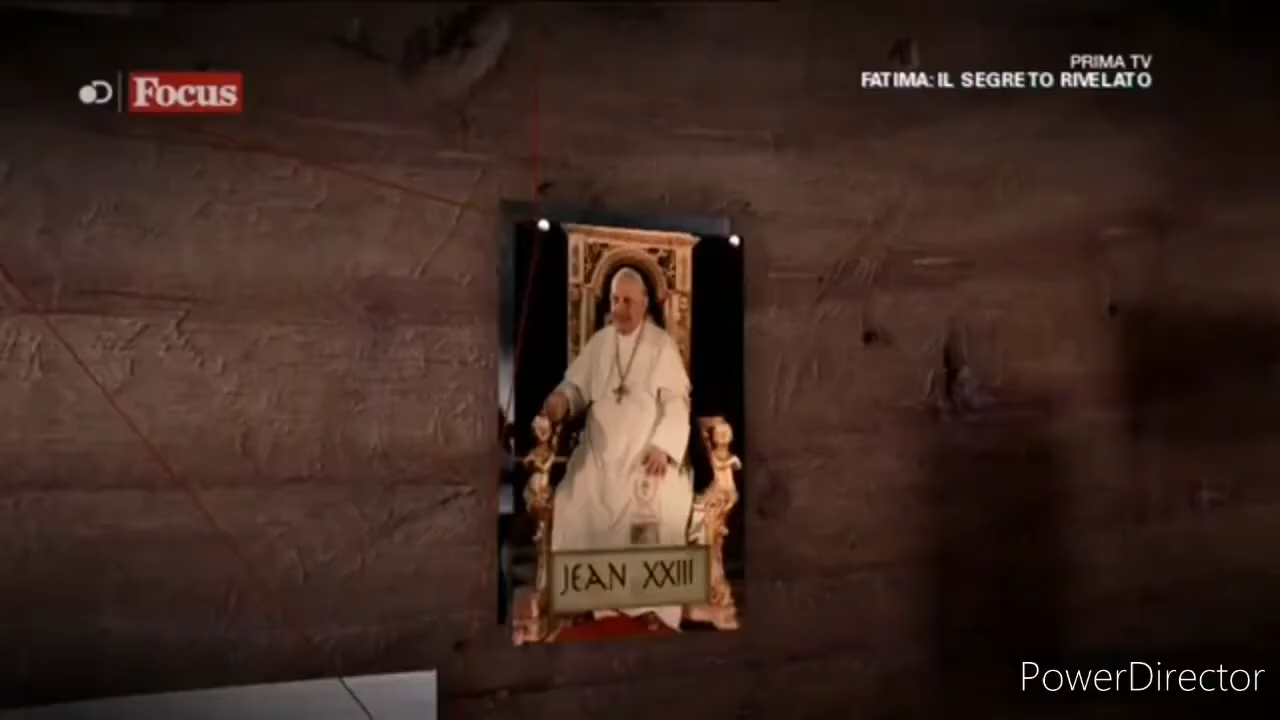 Focus
PRIMA TV
FATIMA: IL SEGRETO RIVELATO
JEAN XXIII
PowerDirector